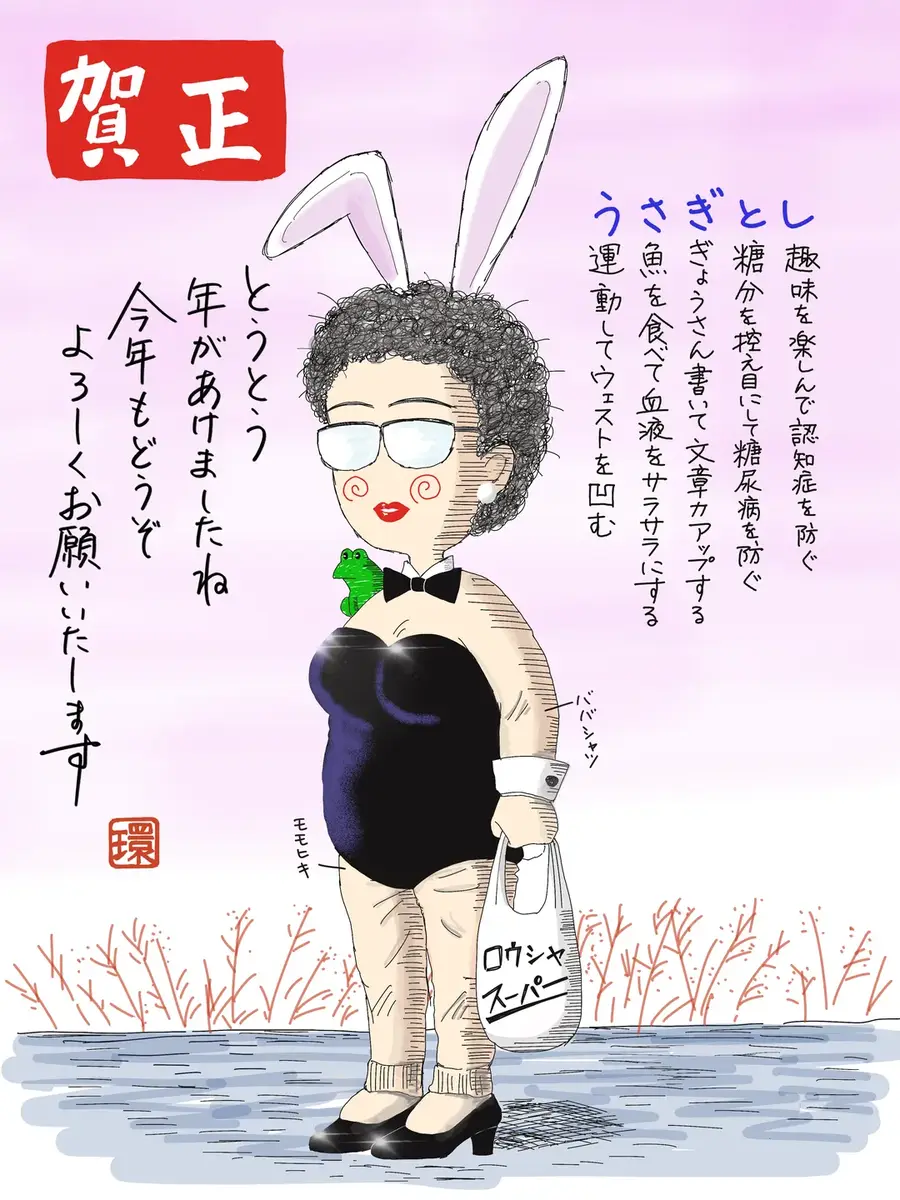 賀正
うさぎとし
運動してウェストを凹む
魚を食べて血液をサラサラにする
ぎょうさん書いて文章力アップする
糖分を控え目にして糖尿病を防ぐ
趣味を楽しんで認知症を防ぐ
とうとう
年があけましたね
今年もどうぞ
よろしくお願いいたします
環
ババシャツ
モモヒキ
ロウシャ
スーパー